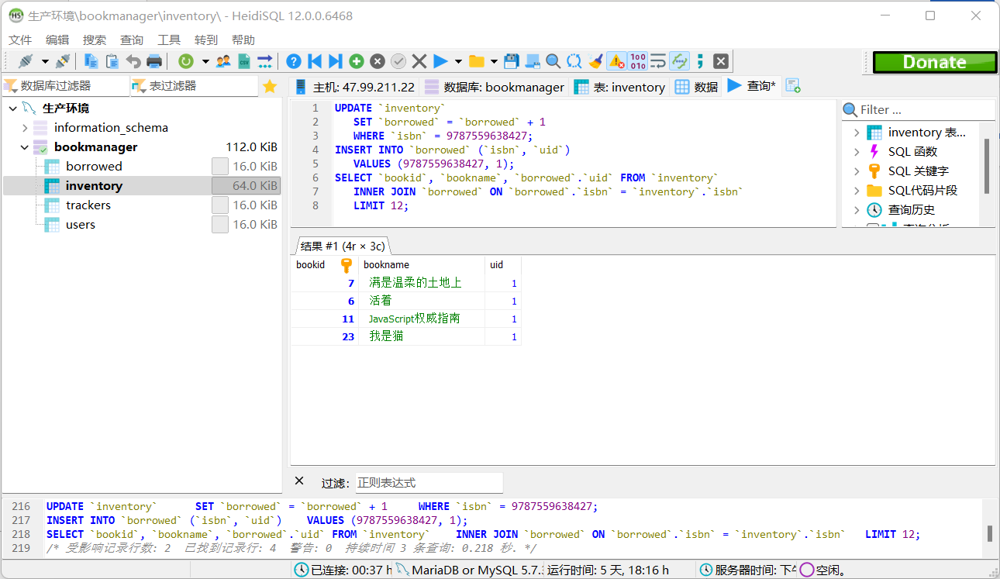 生产环境\bookmanager\inventory\ - HeidiSQL 12.0.0.6468
文件 编辑 搜索 查询 工具 转到 帮助
Donate
数据库过滤器 表过滤器
主机: 47.99.211.22 数据库: bookmanager 表: inventory 数据 查询*
生产环境
information_schema
bookmanager 112.0 KiB
borrowed 16.0 KiB
inventory 64.0 KiB
trackers 16.0 KiB
users 16.0 KiB
1 UPDATE `inventory`
2 SET `borrowed` = `borrowed` + 1
3 WHERE `isbn` = 9787559638427;
4 INSERT INTO `borrowed` (`isbn`, `uid`)
5 VALUES (9787559638427, 1);
6 SELECT `bookid`, `bookname`, `borrowed`.`uid` FROM `inventory`
7 INNER JOIN `borrowed` ON `borrowed`.`isbn` = `inventory`.`isbn`
8 LIMIT 12;
Filter ...
inventory 表...
SQL 函数
SQL 关键字
SQL代码片段
查询历史
结果 #1 (4r × 3c)
bookid bookname uid
7 满是温柔的土地上 1
6 活着 1
11 JavaScript权威指南 1
23 我是猫 1
过滤: 正则表达式
216 UPDATE `inventory` SET `borrowed` = `borrowed` + 1 WHERE `isbn` = 9787559638427;
217 INSERT INTO `borrowed` (`isbn`, `uid`) VALUES (9787559638427, 1);
218 SELECT `bookid`, `bookname`, `borrowed`.`uid` FROM `inventory` INNER JOIN `borrowed` ON `borrowed`.`isbn` = `inventory`.`isbn` LIMIT 12;
219 /* 受影响记录行数: 2 已找到记录行: 4 警告: 0 持续时间 3 条查询: 0.218 秒. */
已连接: 00:37 h MariaDB or MySQL 5.7.3 运行时间: 5 天, 18:16 h 服务器时间: 下午 空闲。